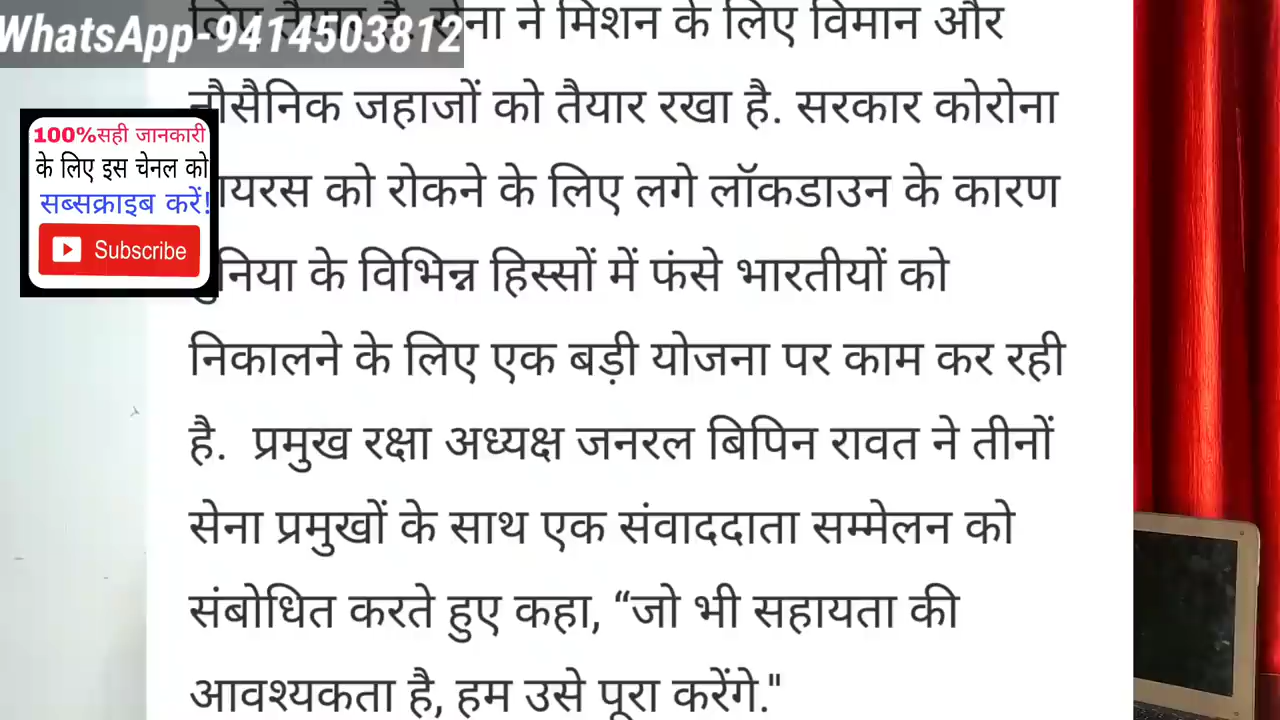 WhatsApp-9414503812
ने मिशन के लिए विमान और
जहाजों को तैयार रखा है. सरकार कोरोना
100%सही जानकारी
के लिए इस चेनल को
सब्सक्राइब करें!
Subscribe
को रोकने के लिए लगे लॉकडाउन के कारण
के विभिन्न हिस्सों में फंसे भारतीयों को
निकालने के लिए एक बड़ी योजना पर काम कर रही
है. प्रमुख रक्षा अध्यक्ष जनरल बिपिन रावत ने तीनों
सेना प्रमुखों के साथ एक संवाददाता सम्मेलन को
संबोधित करते हुए कहा, “जो भी सहायता की
आवश्यकता है, हम उसे पूरा करेंगे."